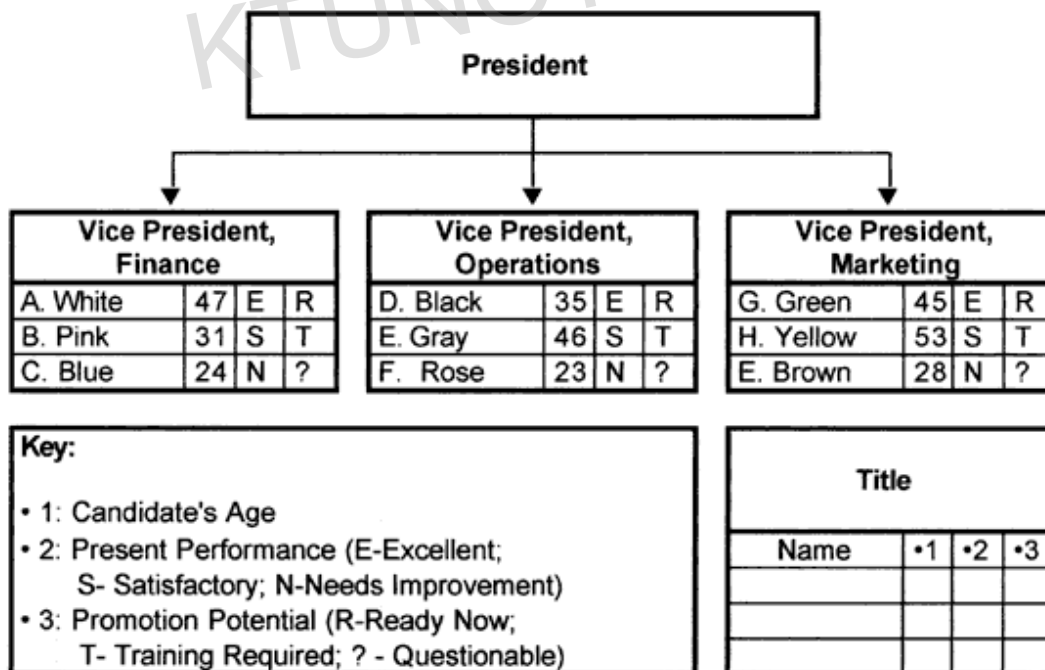 President
Vice President,
Finance
A. White 47 E R
B. Pink 31 S T
C. Blue 24 N ?
Vice President,
Operations
D. Black 35 E R
E. Gray 46 S T
F. Rose 23 N ?
Vice President,
Marketing
G. Green 45 E R
H. Yellow 53 S T
E. Brown 28 N ?
Key:
• 1: Candidate's Age
• 2: Present Performance (E-Excellent;
S- Satisfactory; N-Needs Improvement)
• 3: Promotion Potential (R-Ready Now;
T- Training Required; ? - Questionable)
Title
Name •1 •2 •3